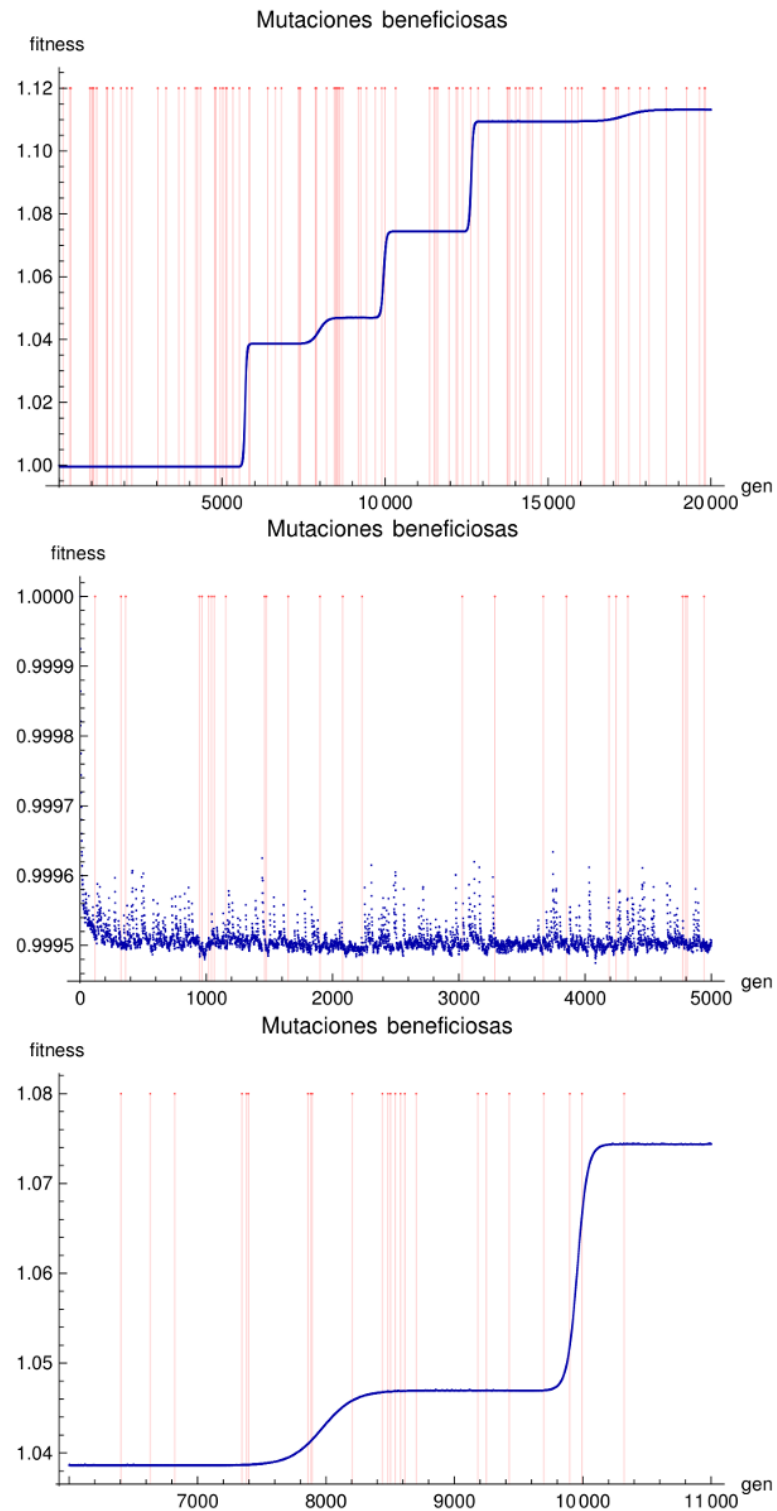 Mutaciones beneficiosas
fitness
1.12
1.10
1.08
1.06
1.04
1.02
1.00
5000 10 000 15 000 20 000 gen
Mutaciones beneficiosas
fitness
1.0000
0.9999
0.9998
0.9997
0.9996
0.9995
0 1000 2000 3000 4000 5000 gen
Mutaciones beneficiosas
fitness
1.08
1.07
1.06
1.05
1.04
7000 8000 9000 10 000 11 000 gen